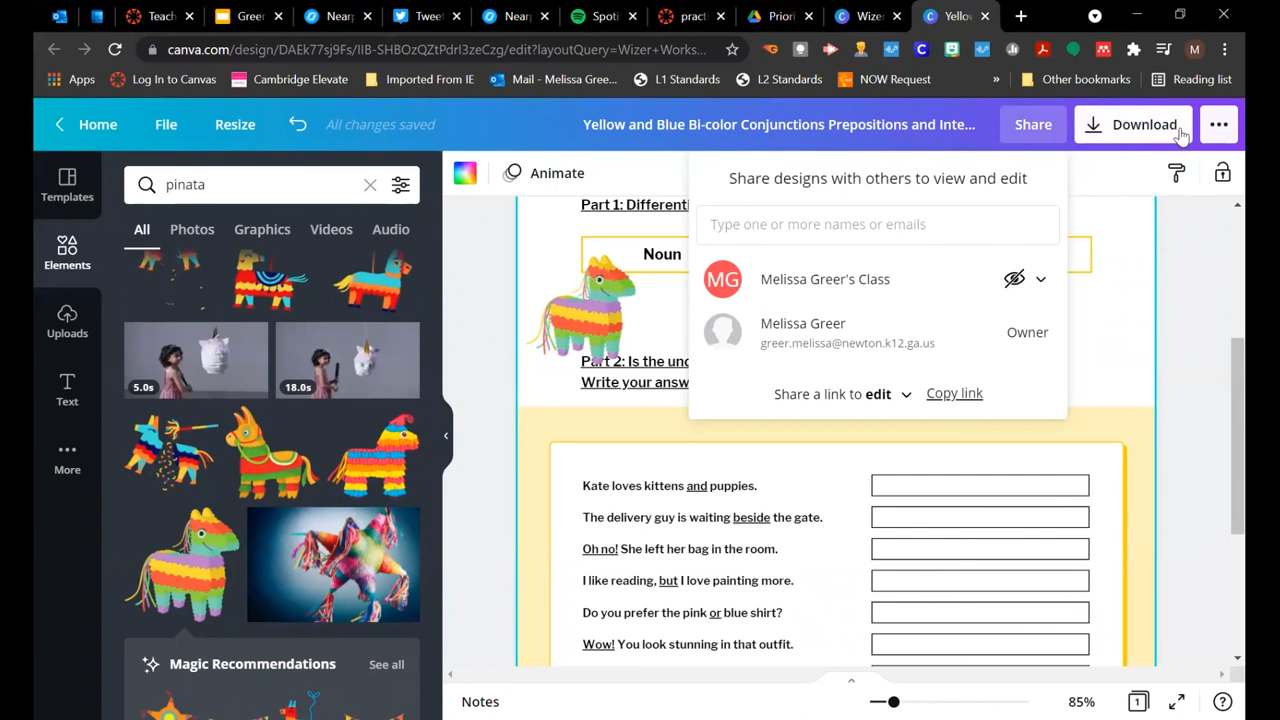 Teach
Greer
Nearp
Tweet
Nearp
Spoti
practi
Priori
Wizer
Yellow
canva.com/design/DAEk77sj9Fs/IIB-SHBOzQZtPdrl3zeCzg/edit?layoutQuery=Wizer+Works...
M
Apps
Log In to Canvas
Cambridge Elevate
Imported From IE
Mail - Melissa Gree...
L1 Standards
L2 Standards
NOW Request
»
Other bookmarks
Reading list
Home
File
Resize
All changes saved
Yellow and Blue Bi-color Conjunctions Prepositions and Inte...
Share
Download
Templates
Elements
Uploads
Text
More
pinata
All
Photos
Graphics
Videos
Audio
5.0s
18.0s
Magic Recommendations
See all
Animate
Share designs with others to view and edit
Type one or more names or emails
MG
Melissa Greer's Class
Melissa Greer
greer.melissa@newton.k12.ga.us
Owner
Share a link to edit
Copy link
Part 1: Differenti
Noun
Part 2: Is the und
Write your answ
Kate loves kittens and puppies.
The delivery guy is waiting beside the gate.
Oh no! She left her bag in the room.
I like reading, but I love painting more.
Do you prefer the pink or blue shirt?
Wow! You look stunning in that outfit.
Notes
85%
1
?